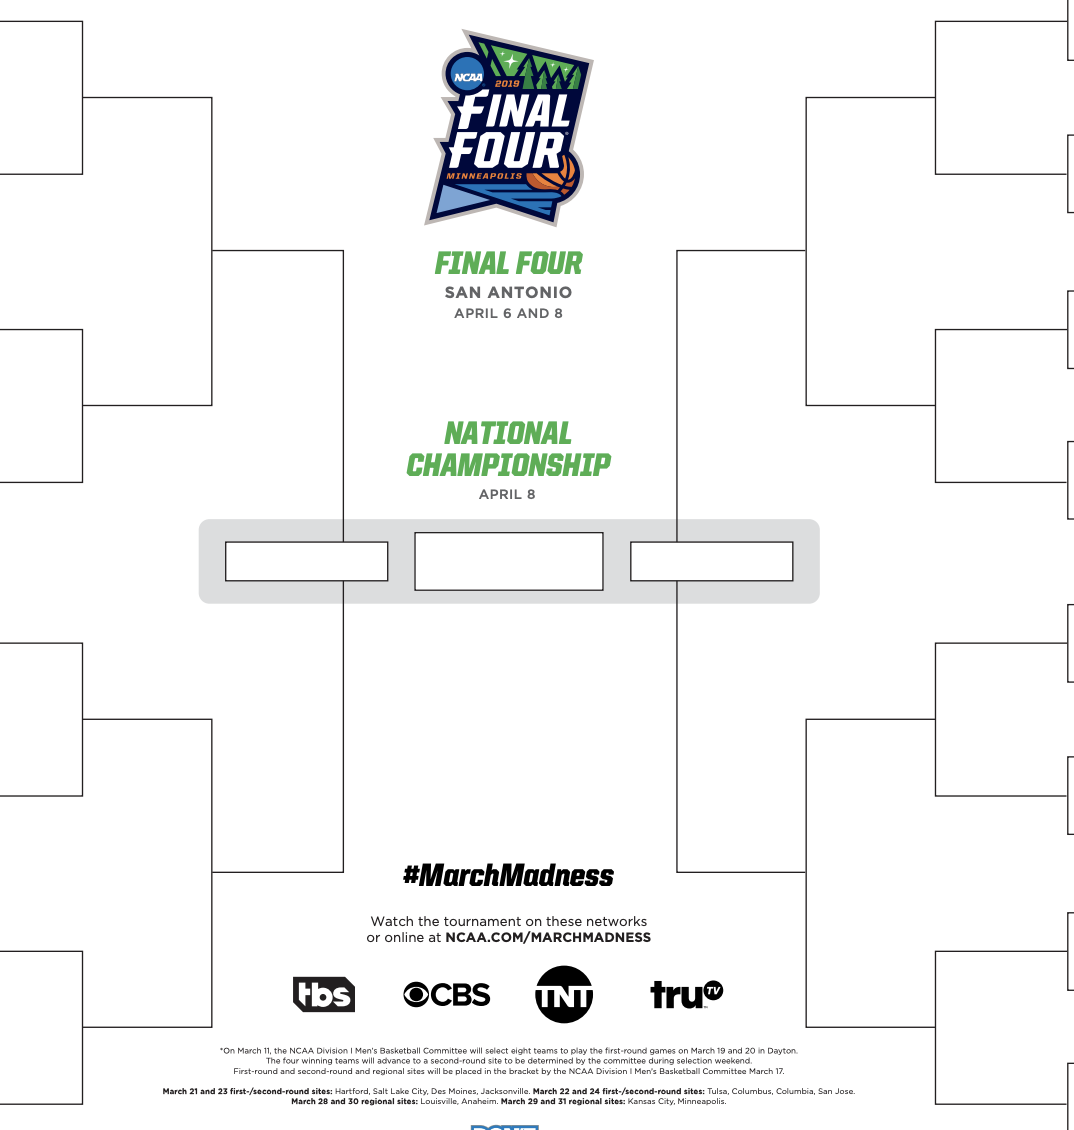 NCAA
2019
FINAL
FOUR
MINNEAPOLIS
FINAL FOUR
SAN ANTONIO
APRIL 6 AND 8
NATIONAL
CHAMPIONSHIP
APRIL 8
#MarchMadness
Watch the tournament on these networks
or online at NCAA.COM/MARCHMADNESS
tbs CBS TNT truTV
*On March 11, the NCAA Division I Men's Basketball Committee will select eight teams to play the first-round games on March 19 and 20 in Dayton.
The four winning teams will advance to a second-round site to be determined by the committee during selection weekend.
First-round and second-round and regional sites will be placed in the bracket by the NCAA Division I Men's Basketball Committee March 17.
March 21 and 23 first-/second-round sites: Hartford, Salt Lake City, Des Moines, Jacksonville. March 22 and 24 first-/second-round sites: Tulsa, Columbus, Columbia, San Jose.
March 28 and 30 regional sites: Louisville, Anaheim. March 29 and 31 regional sites: Kansas City, Minneapolis.